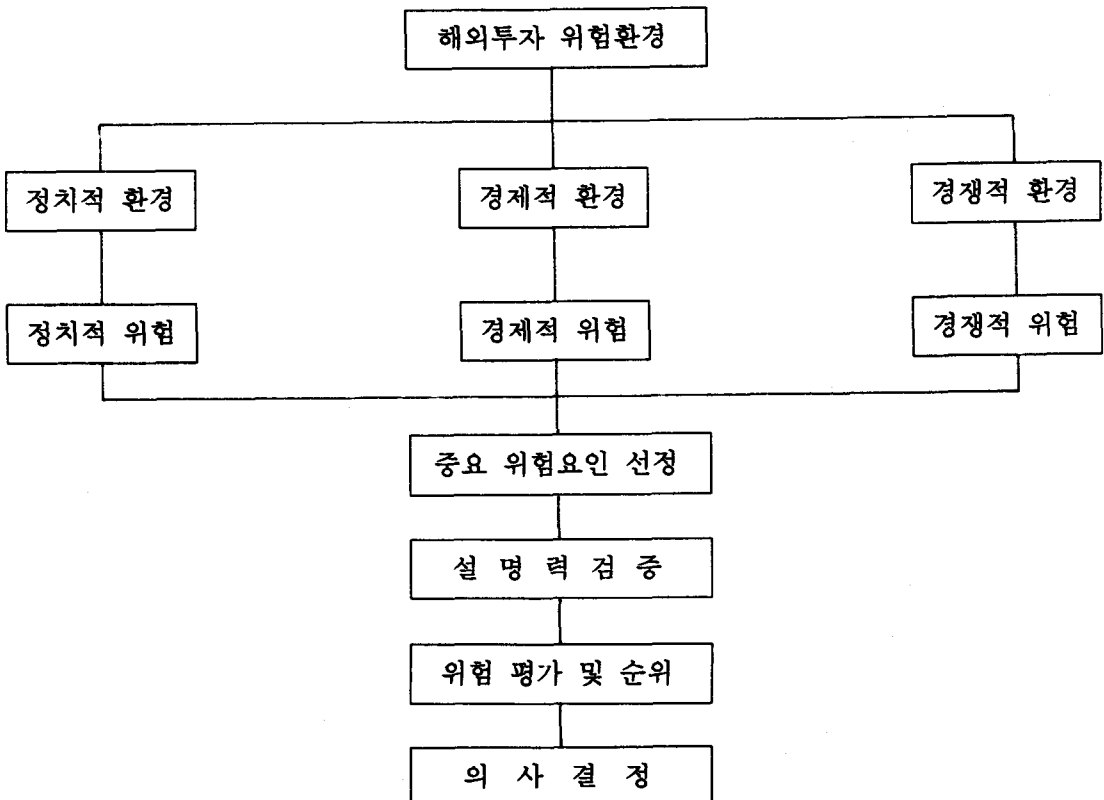 해외투자 위험환경
정치적 환경
경제적 환경
경쟁적 환경
정치적 위험
경제적 위험
경쟁적 위험
중요 위험요인 선정
설 명 력 검 증
위험 평가 및 순위
의 사 결 정